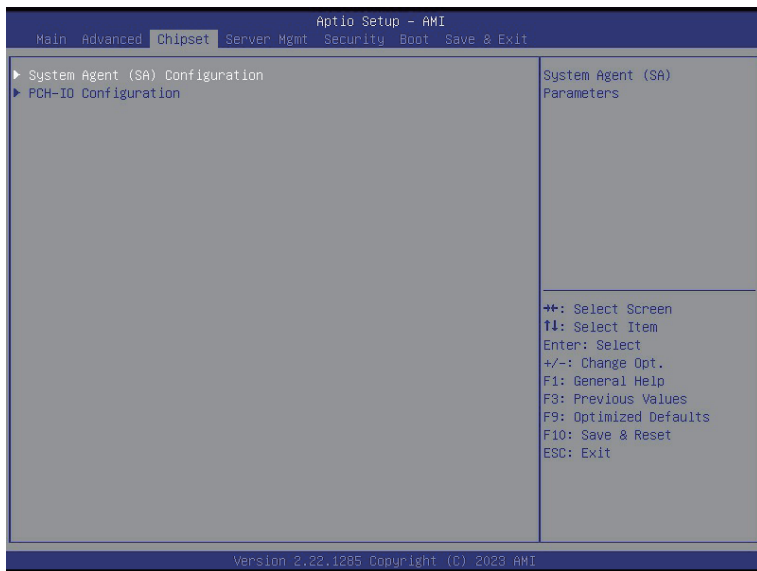 Aptio Setup – AMI
Main Advanced Chipset Server Mgmt Security Boot Save & Exit
▶ System Agent (SA) Configuration
▶ PCH-IO Configuration
System Agent (SA)
Parameters
→←: Select Screen
↑↓: Select Item
Enter: Select
+/-: Change Opt.
F1: General Help
F3: Previous Values
F9: Optimized Defaults
F10: Save & Reset
ESC: Exit
Version 2.22.1285 Copyright (C) 2023 AMI